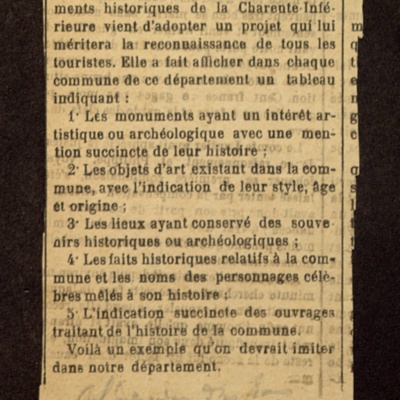 ments historiques de la Charente-Infé-
rieure vient d'adopter un projet qui lui
méritera la reconnaissance de tous les
touristes. Elle a fait afficher dans chaque
commune de ce département un tableau
indiquant :
1· Les monuments ayant un intérêt ar-
tistique ou archéologique avec une men-
tion succincte de leur histoire ;
2· Les objets d'art existant dans la com-
mune, avec l'indication de leur style, âge
et origine ;
3· Les lieux ayant conservé des souve
nirs historiques ou archéologiques ;
4· Les faits historiques relatifs à la com-
mune et les noms des personnages célè-
bres mêlés à son histoire ;
5· L'indication succincte des ouvrages
traitant de l'histoire de la commune.
Voilà un exemple qu'on devrait imiter
dans notre département.